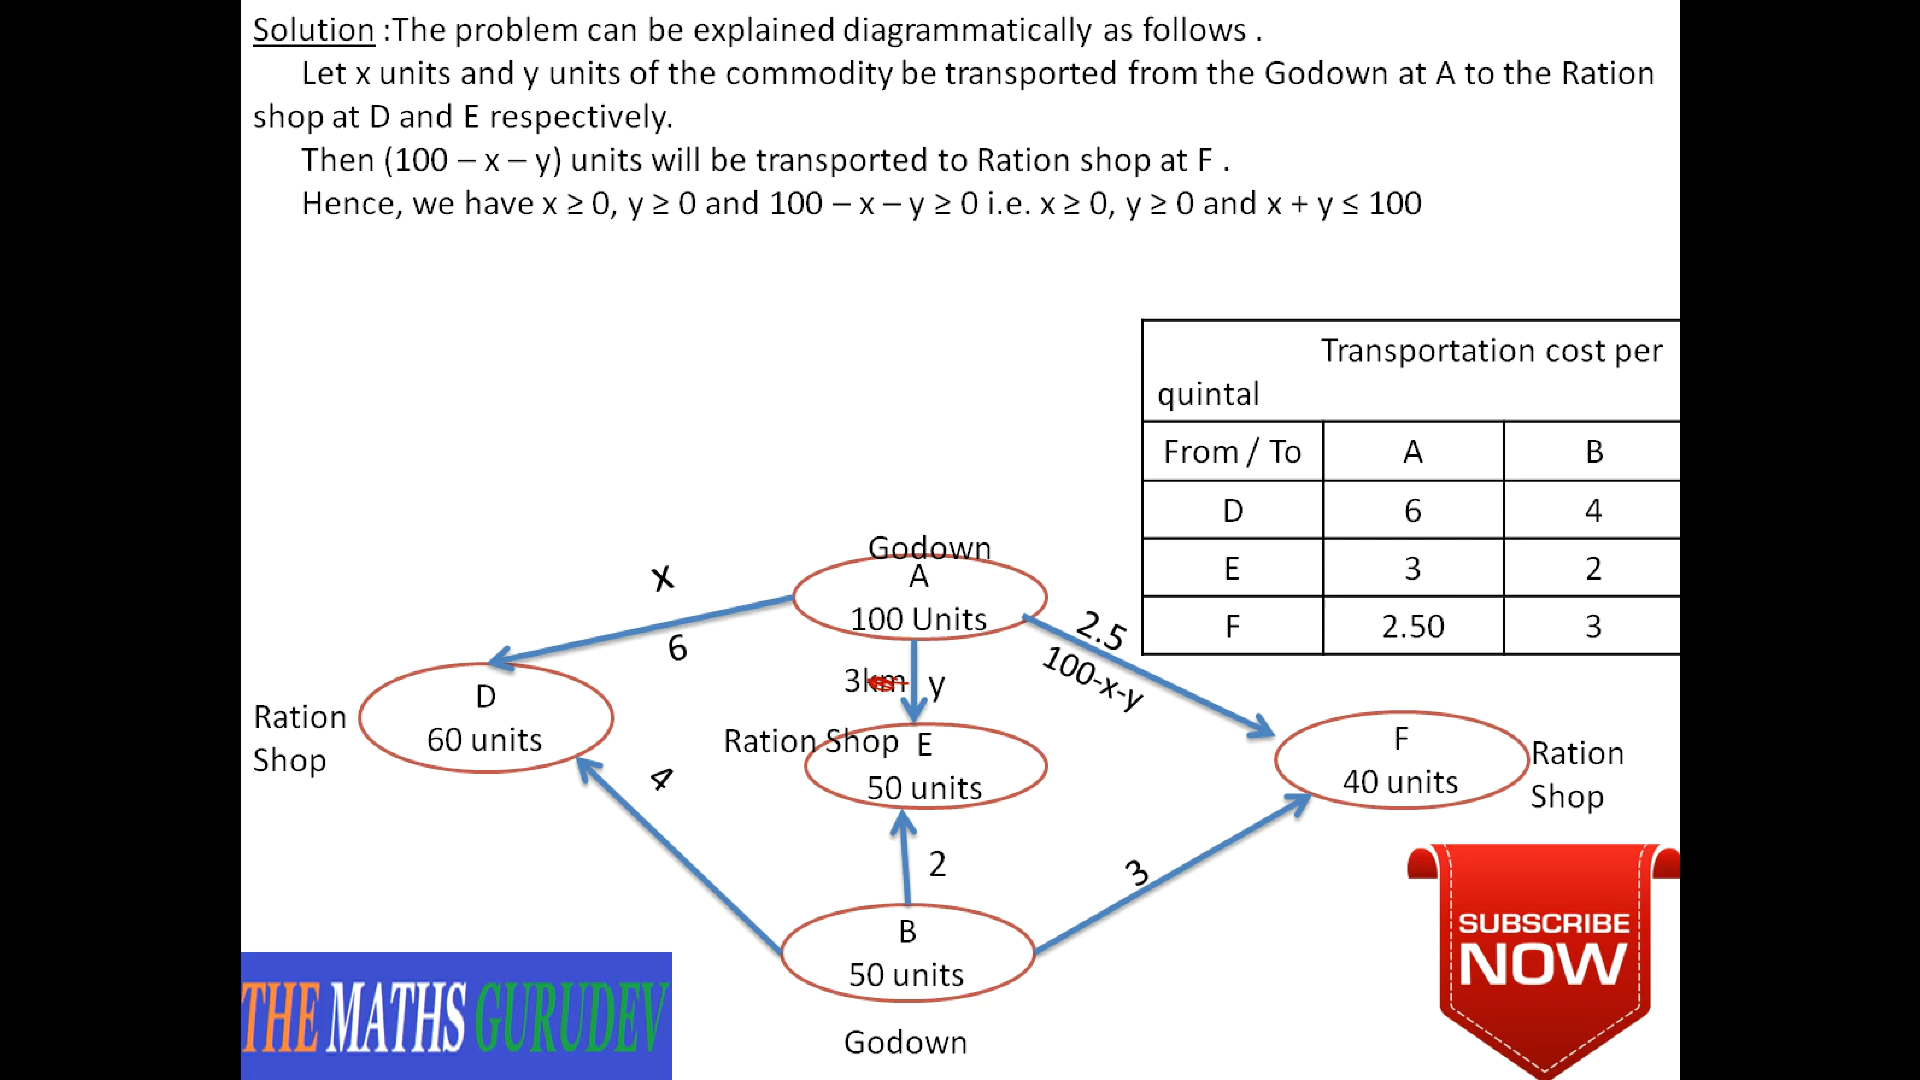 Solution :The problem can be explained diagrammatically as follows .
Let x units and y units of the commodity be transported from the Godown at A to the Ration
shop at D and E respectively.
Then (100 – x – y) units will be transported to Ration shop at F .
Hence, we have x ≥ 0, y ≥ 0 and 100 – x – y ≥ 0 i.e. x ≥ 0, y ≥ 0 and x + y ≤ 100
Transportation cost per
quintal
From / To A B
D 6 4
E 3 2
F 2.50 3
Godown
A
100 Units
x
6
2.5
100-x-y
3km y
D
60 units
Ration
Shop
Ration Shop E
50 units
F
40 units
Ration
Shop
4
2
3
B
50 units
Godown
THE MATHS GURUDEV
SUBSCRIBE
NOW